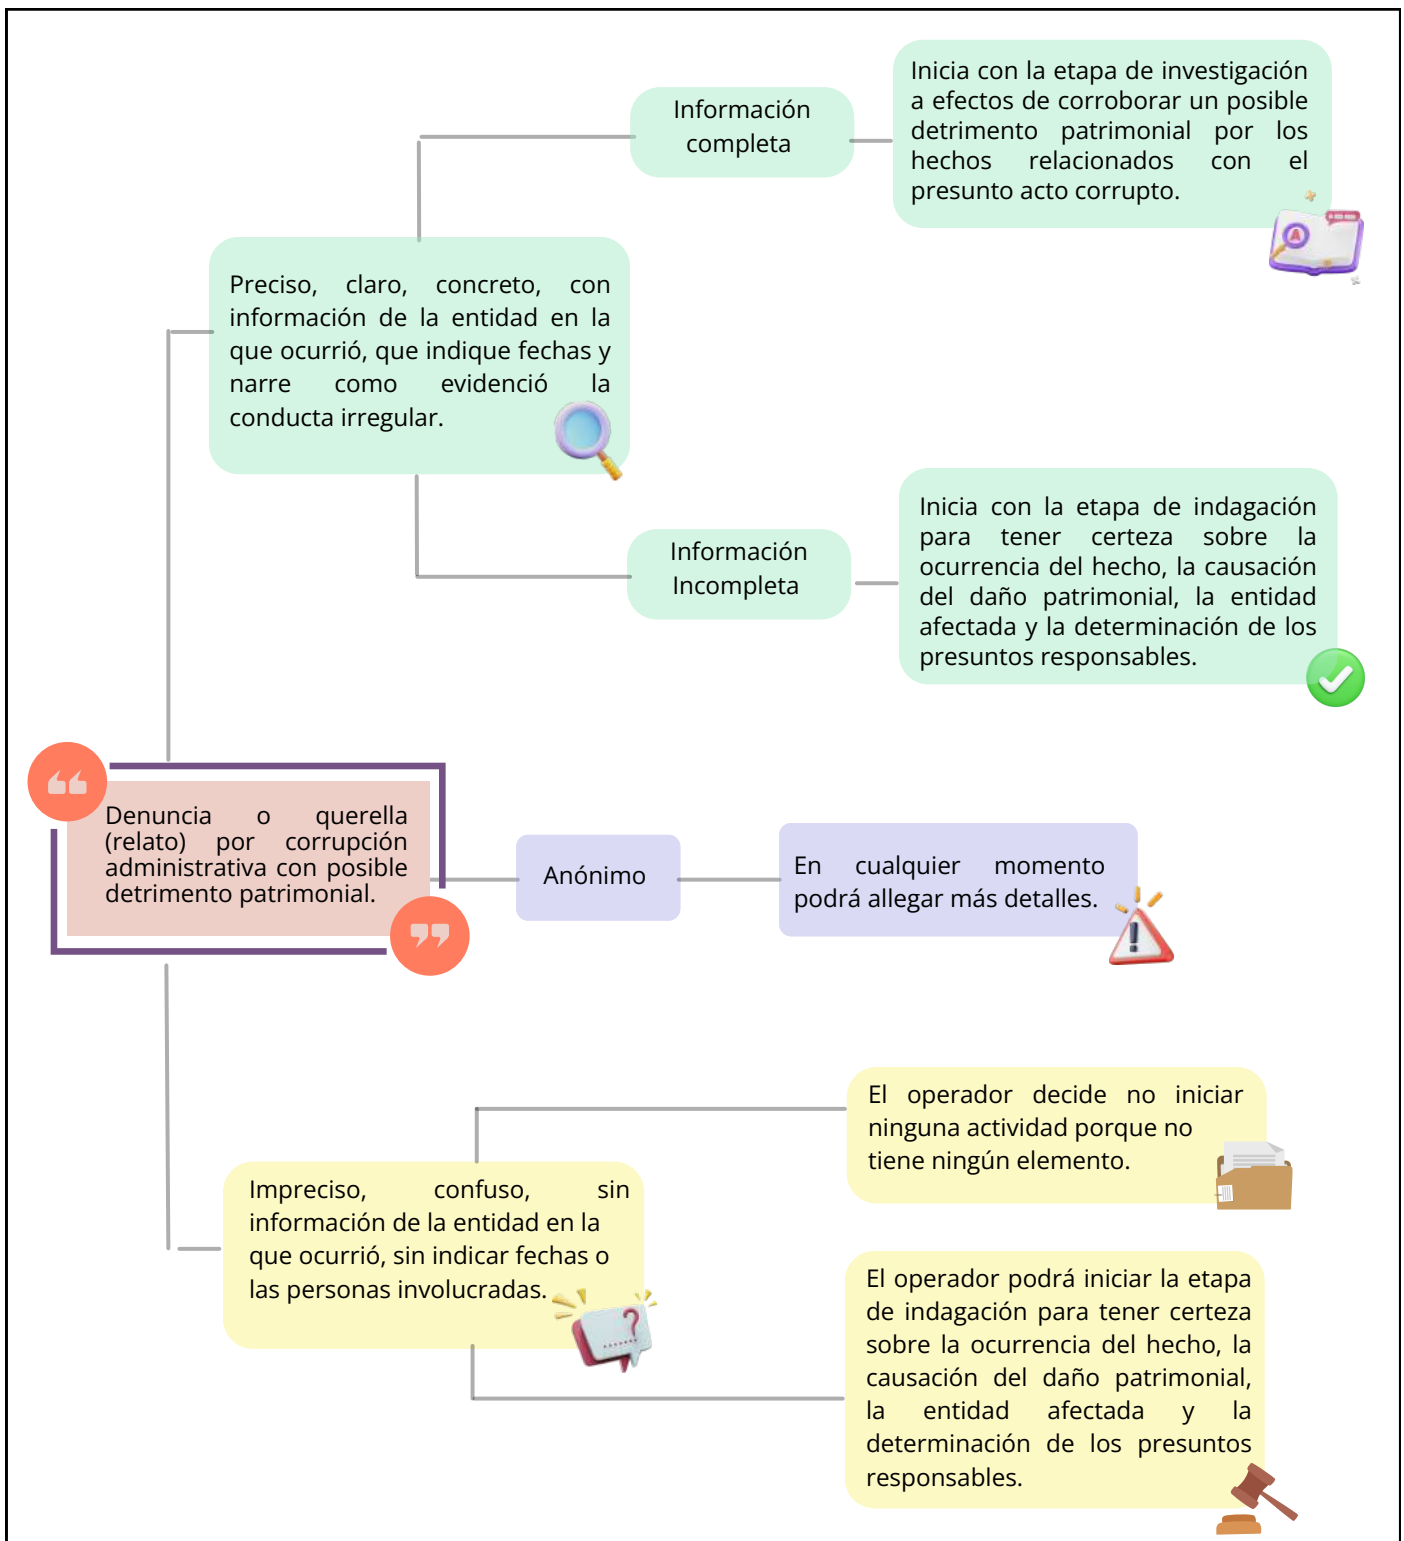 Información
completa
Inicia con la etapa de investigación
a efectos de corroborar un posible
detrimento patrimonial por los
hechos relacionados con el
presunto acto corrupto.
A
Preciso, claro, concreto, con
información de la entidad en la
que ocurrió, que indique fechas y
narre como evidenció la
conducta irregular.
Información
Incompleta
Inicia con la etapa de indagación
para tener certeza sobre la
ocurrencia del hecho, la causación
del daño patrimonial, la entidad
afectada y la determinación de los
presuntos responsables.
Denuncia o querella
(relato) por corrupción
administrativa con posible
detrimento patrimonial.
Anónimo
En cualquier momento
podrá allegar más detalles.
El operador decide no iniciar
ninguna actividad porque no
tiene ningún elemento.
Impreciso, confuso, sin
información de la entidad en la
que ocurrió, sin indicar fechas o
las personas involucradas.
El operador podrá iniciar la etapa
de indagación para tener certeza
sobre la ocurrencia del hecho, la
causación del daño patrimonial,
la entidad afectada y la
determinación de los presuntos
responsables.